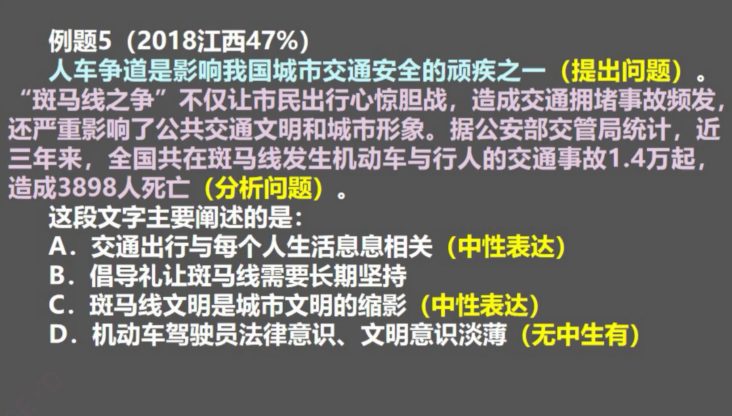 例题5（2018江西47%）
人车争道是影响我国城市交通安全的顽疾之一（提出问题）。
“斑马线之争”不仅让市民出行心惊胆战，造成交通拥堵事故频发，
还严重影响了公共交通文明和城市形象。据公安部交管局统计，近
三年来，全国共在斑马线发生机动车与行人的交通事故1.4万起，
造成3898人死亡（分析问题）。
这段文字主要阐述的是：
A．交通出行与每个人生活息息相关（中性表达）
B．倡导礼让斑马线需要长期坚持
C．斑马线文明是城市文明的缩影（中性表达）
D．机动车驾驶员法律意识、文明意识淡薄（无中生有）